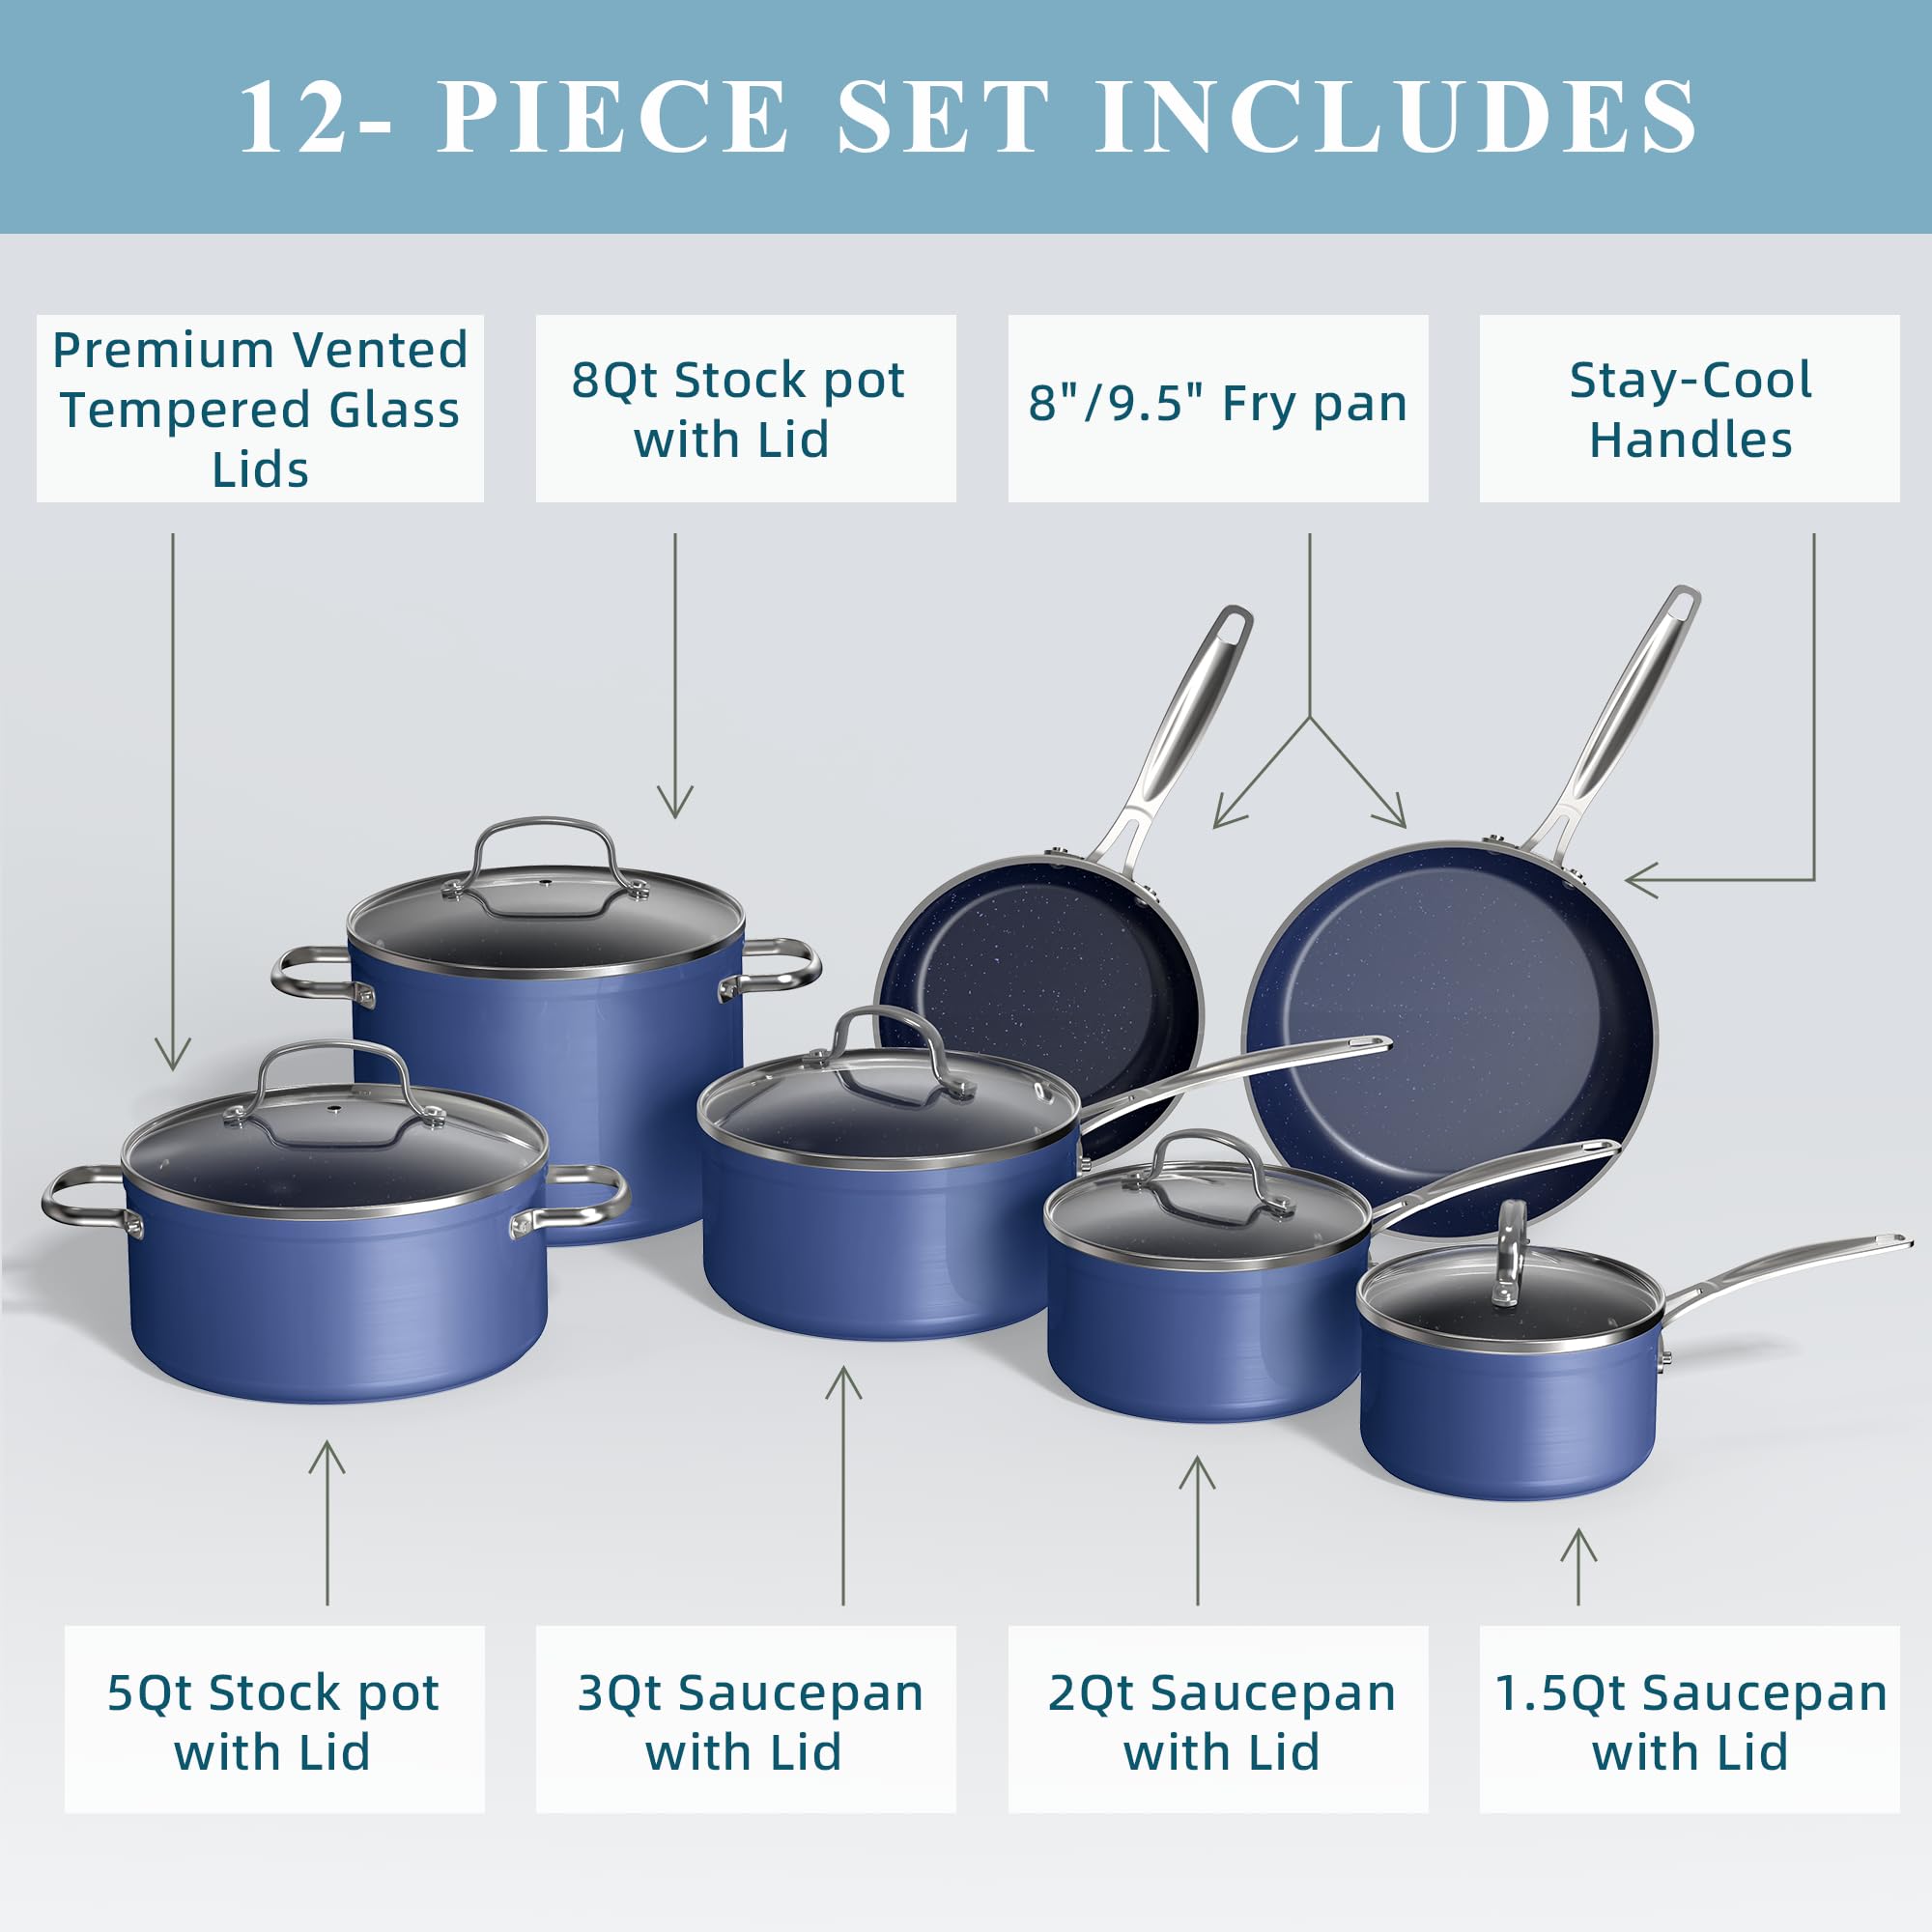 12- PIECE SET INCLUDES
Premium Vented
Tempered Glass
Lids
8Qt Stock pot
with Lid
8"/9.5" Fry pan
Stay-Cool
Handles
5Qt Stock pot
with Lid
3Qt Saucepan
with Lid
2Qt Saucepan
with Lid
1.5Qt Saucepan
with Lid